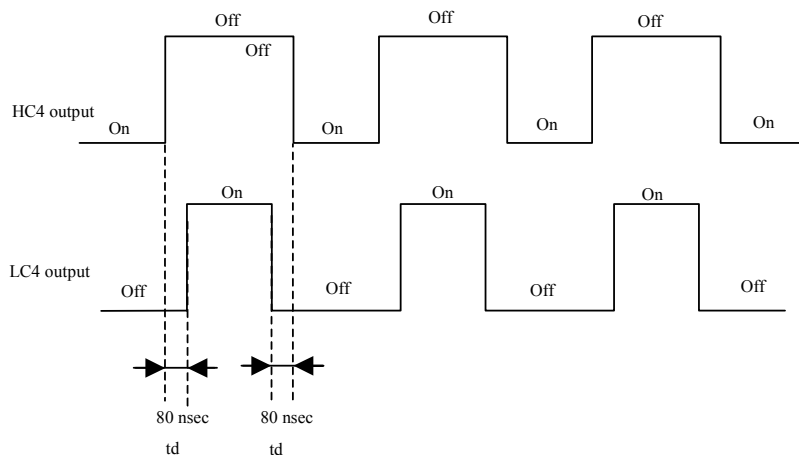 Off Off Off
Off
HC4 output
On On On On
On On On
LC4 output
Off Off Off Off
80 nsec 80 nsec
td td